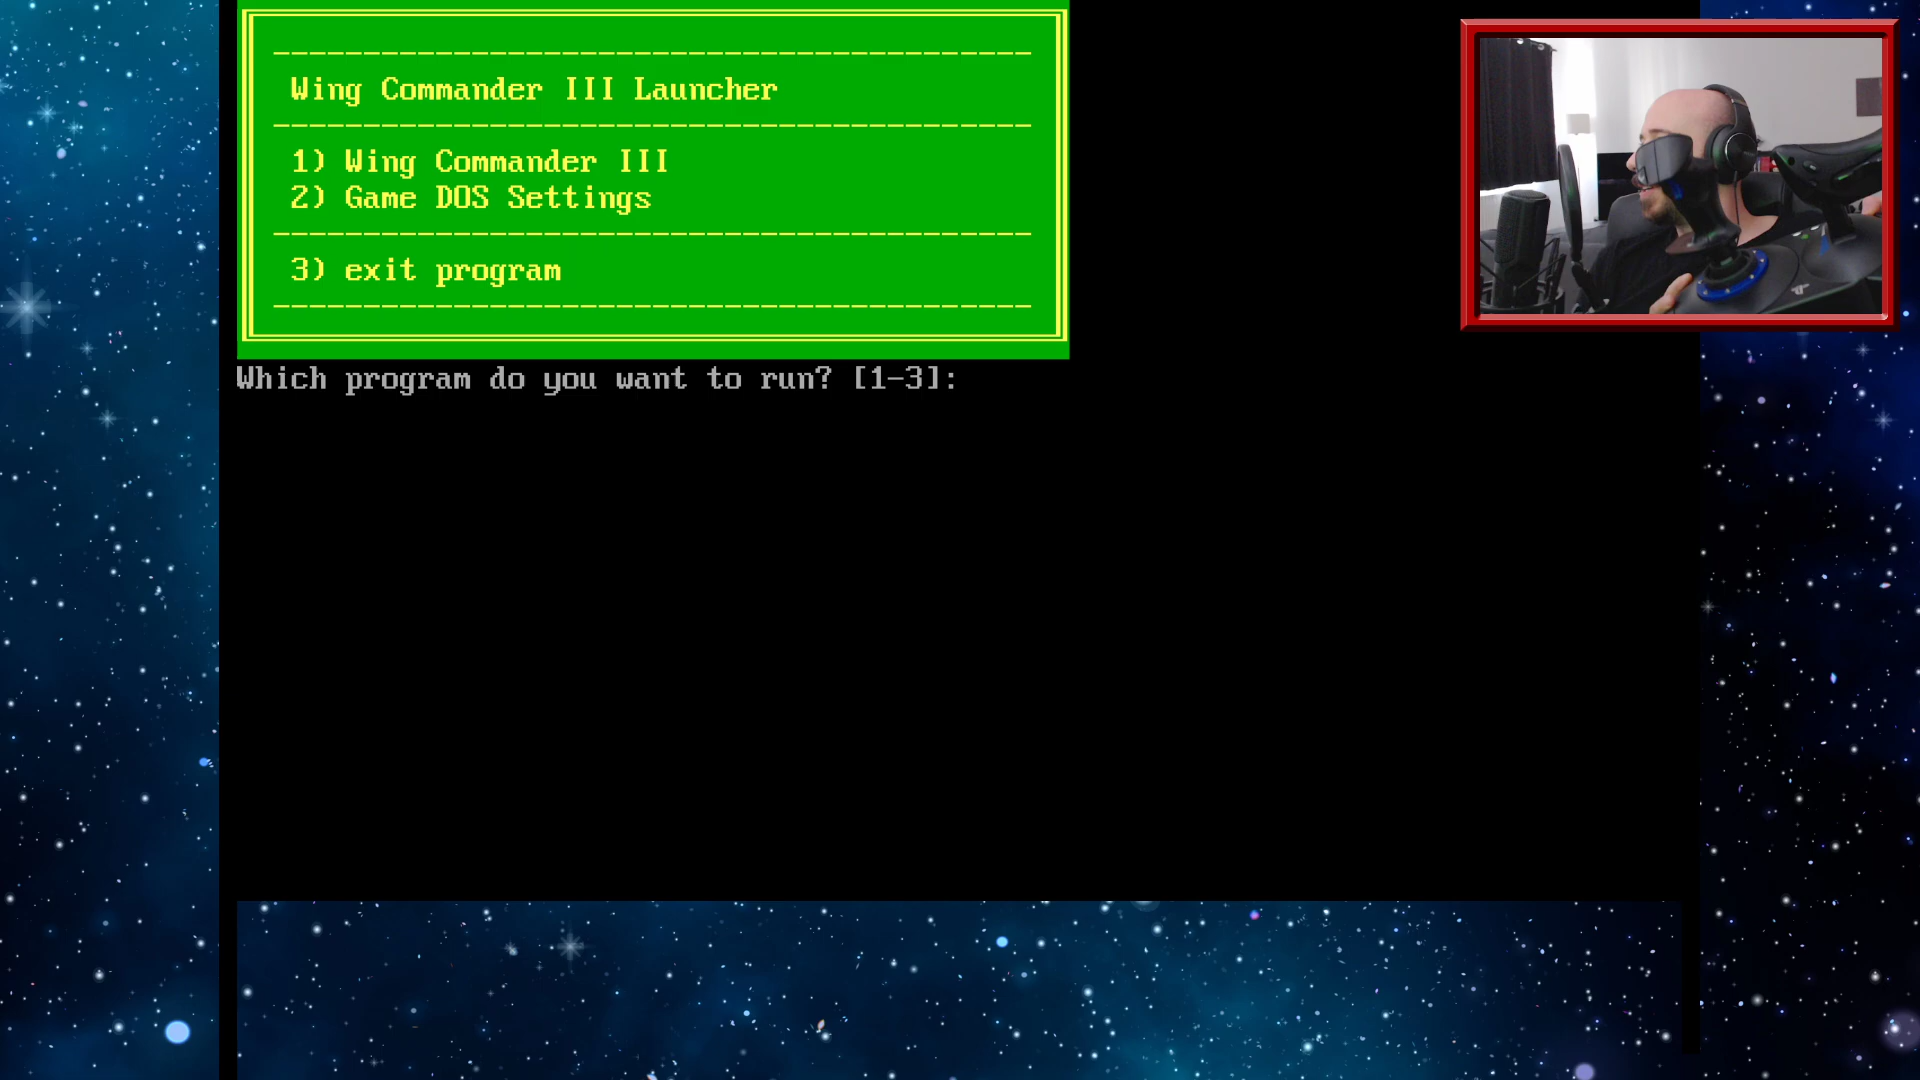 Wing Commander III Launcher
1) Wing Commander III
2) Game DOS Settings
3) exit program
Which program do you want to run? [1-3]: